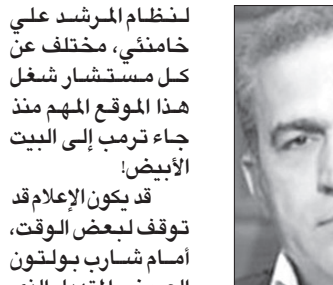 لنظام المرشد علي
خامنئي، مختلف عن
كل مستشار شغل
هذا الموقع المهم منذ
جاء ترمب إلى البيت
الأبيض!
قد يكون الإعلام قد
توقف لبعض الوقت،
أمام شارب بولتون